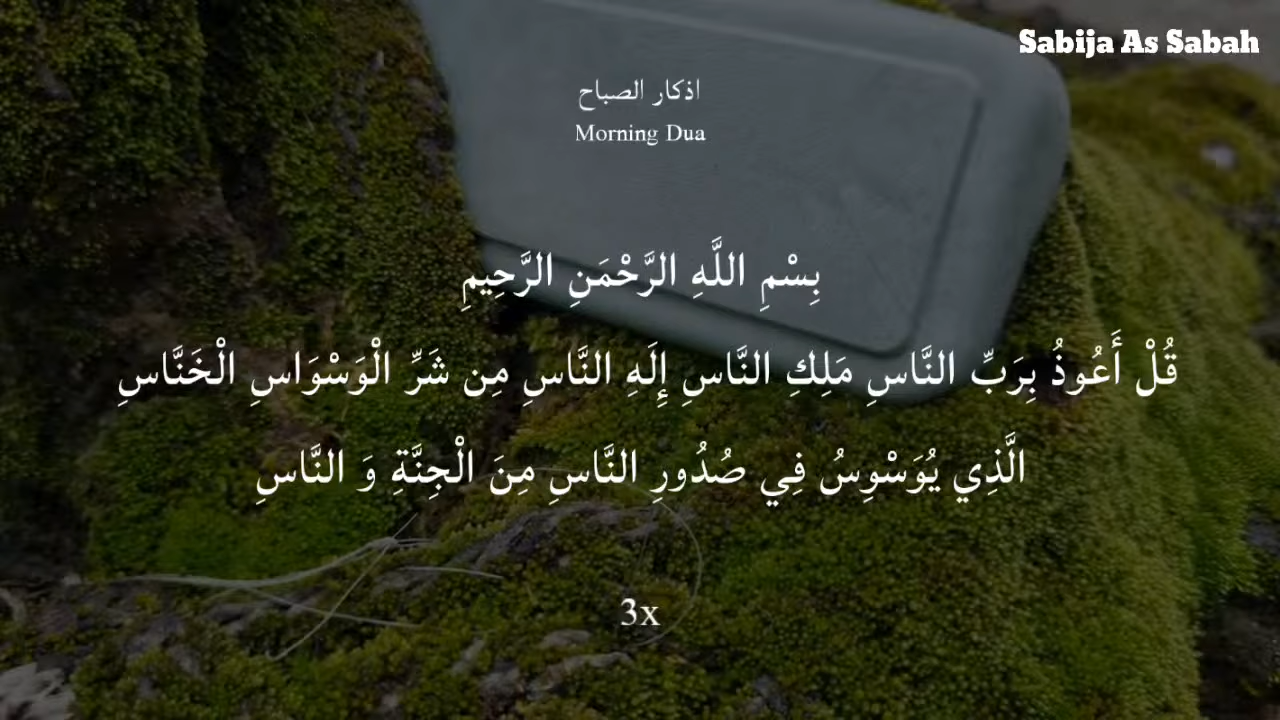 Sabija As Sabah
اذكار الصباح
Morning Dua
بِسْمِ اللَّهِ الرَّحْمَنِ الرَّحِيمِ
قُلْ أَعُوذُ بِرَبِّ النَّاسِ مَلِكِ النَّاسِ إِلَهِ النَّاسِ مِن شَرِّ الْوَسْوَاسِ الْخَنَّاسِ
الَّذِي يُوَسْوِسُ فِي صُدُورِ النَّاسِ مِنَ الْجِنَّةِ وَ النَّاسِ
3x